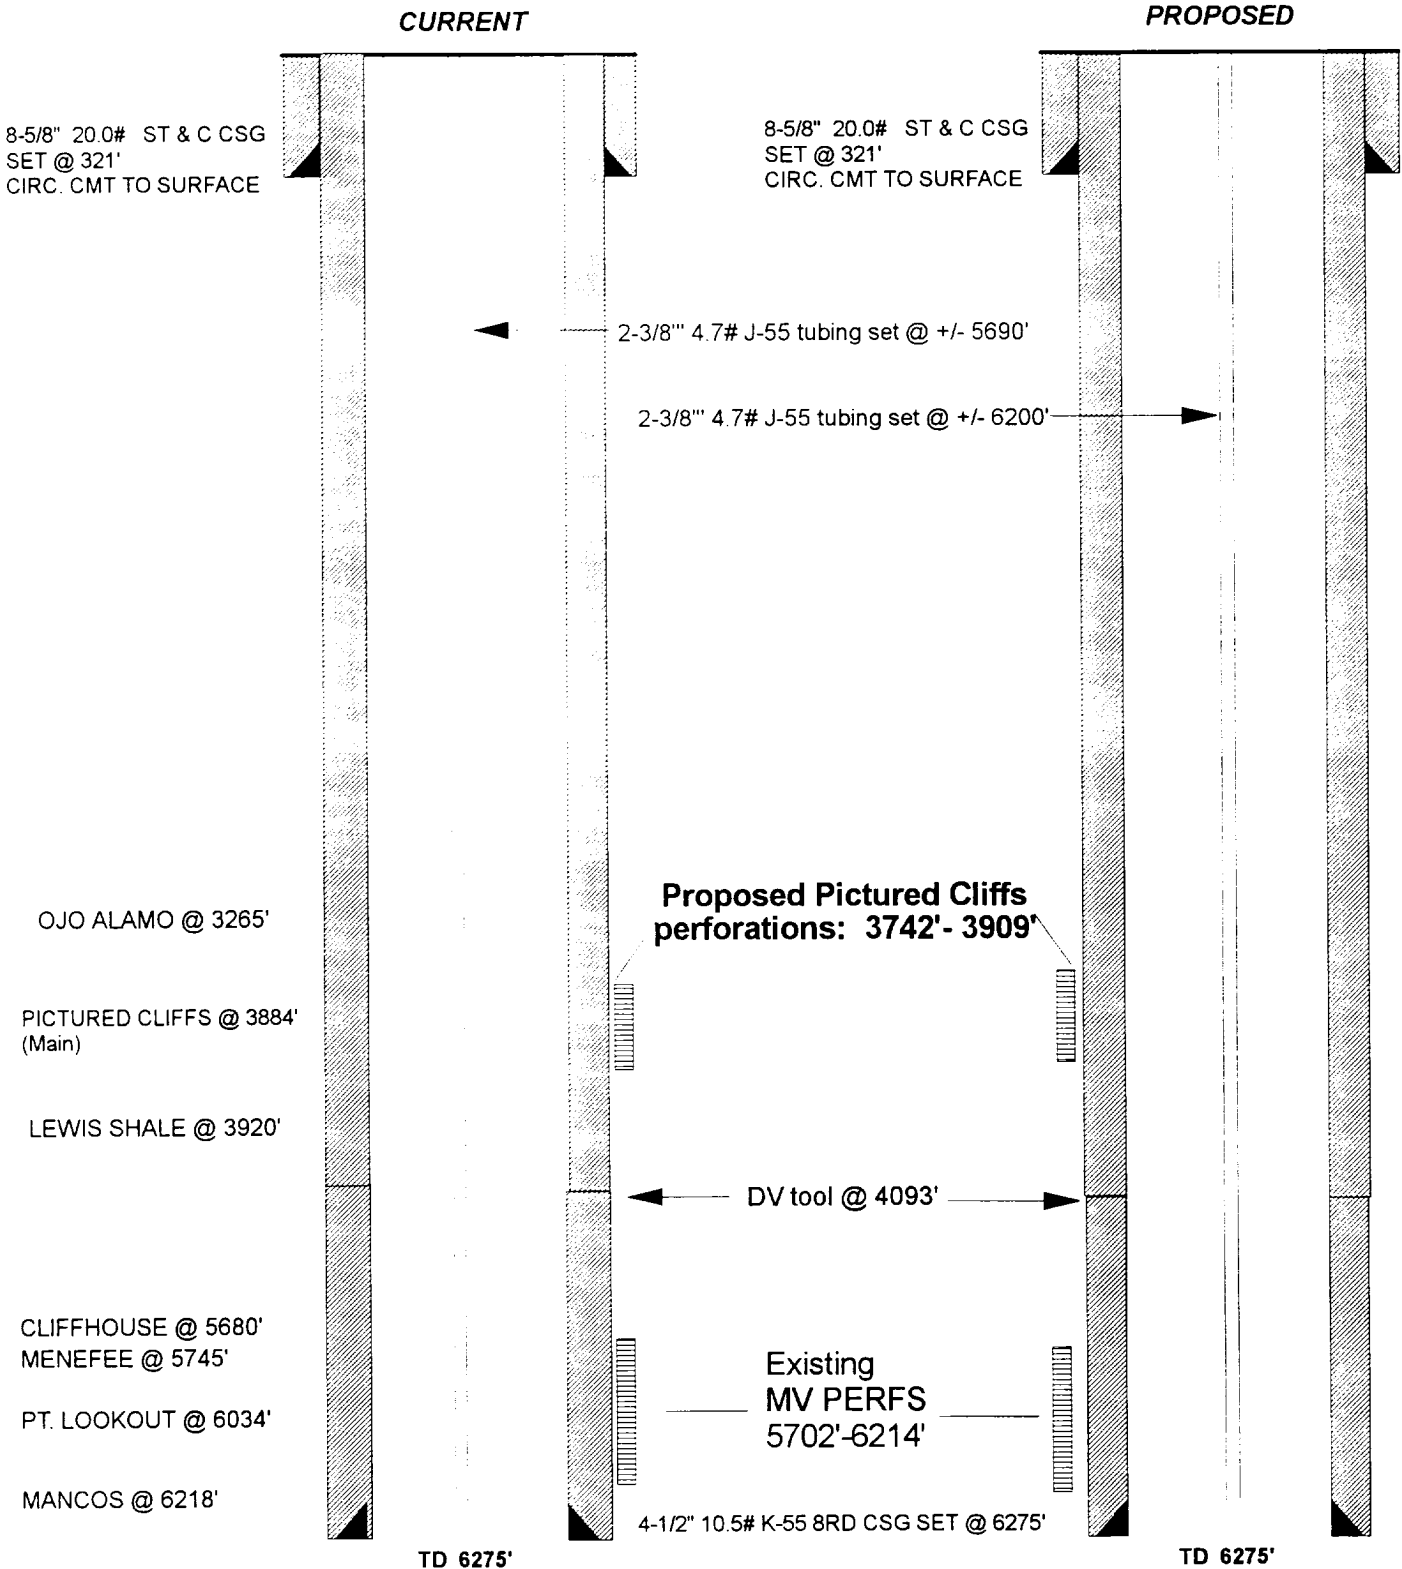 CURRENT
PROPOSED
8-5/8" 20.0# ST & C CSG
SET @ 321'
CIRC. CMT TO SURFACE
8-5/8" 20.0# ST & C CSG
SET @ 321'
CIRC. CMT TO SURFACE
2-3/8'" 4.7# J-55 tubing set @ +/- 5690'
2-3/8'" 4.7# J-55 tubing set @ +/- 6200'
Proposed Pictured Cliffs
perforations: 3742'- 3909'
OJO ALAMO @ 3265'
PICTURED CLIFFS @ 3884'
(Main)
LEWIS SHALE @ 3920'
DV tool @ 4093'
CLIFFHOUSE @ 5680'
MENEFEE @ 5745'
PT. LOOKOUT @ 6034'
MANCOS @ 6218'
Existing
MV PERFS
5702'-6214'
4-1/2" 10.5# K-55 8RD CSG SET @ 6275'
TD 6275'
TD 6275'